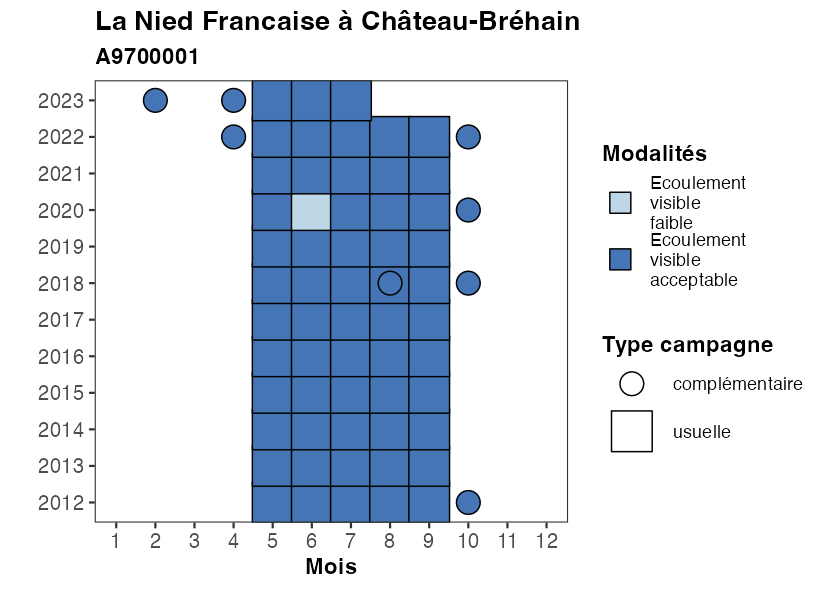 La Nied Francaise à Château-Bréhain
A9700001
2023
2022
2021
2020
2019
2018
2017
2016
2015
2014
2013
2012
1 2 3 4 5 6 7 8 9 10 11 12
Mois
Modalités
Ecoulement
visible
faible
Ecoulement
visible
acceptable
Type campagne
complémentaire
usuelle